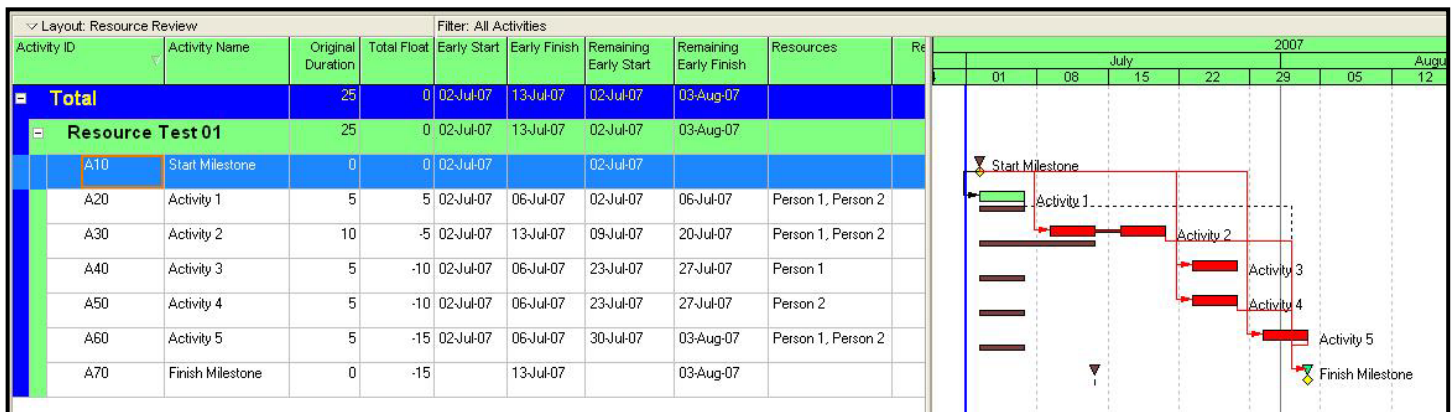 Layout: Resource Review Filter: All Activities
Activity ID Activity Name Original Duration Total Float Early Start Early Finish Remaining Early Start Remaining Early Finish Resources Re
2007
July Augu
01 08 15 22 29 05 12
Total 25 0 02-Jul-07 13-Jul-07 02-Jul-07 03-Aug-07
Resource Test 01 25 0 02-Jul-07 13-Jul-07 02-Jul-07 03-Aug-07
A10 Start Milestone 0 0 02-Jul-07 02-Jul-07 Start Milestone
A20 Activity 1 5 5 02-Jul-07 06-Jul-07 02-Jul-07 06-Jul-07 Person 1, Person 2 Activity 1
A30 Activity 2 10 -5 02-Jul-07 13-Jul-07 09-Jul-07 20-Jul-07 Person 1, Person 2 Activity 2
A40 Activity 3 5 -10 02-Jul-07 06-Jul-07 23-Jul-07 27-Jul-07 Person 1 Activity 3
A50 Activity 4 5 -10 02-Jul-07 06-Jul-07 23-Jul-07 27-Jul-07 Person 2 Activity 4
A60 Activity 5 5 -15 02-Jul-07 06-Jul-07 30-Jul-07 03-Aug-07 Person 1, Person 2 Activity 5
A70 Finish Milestone 0 -15 13-Jul-07 03-Aug-07 Finish Milestone